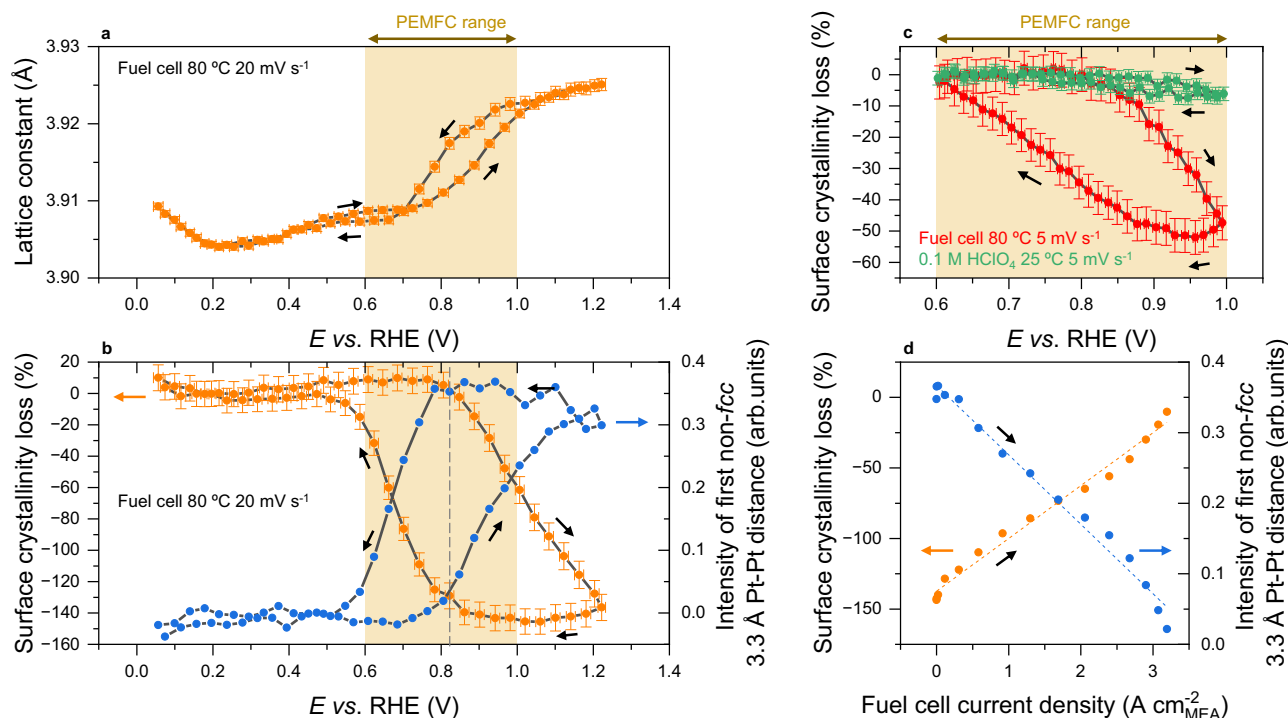 PEMFC range
a
Fuel cell 80 ºC 20 mV s⁻¹
Lattice constant (Å)
3.93
3.92
3.91
3.90
0.0 0.2 0.4 0.6 0.8 1.0 1.2 1.4
E vs. RHE (V)
PEMFC range
c
Surface crystallinity loss (%)
0
−10
−20
−30
−40
−50
−60
Fuel cell 80 ºC 5 mV s⁻¹
0.1 M HClO₄ 25 ºC 5 mV s⁻¹
0.6 0.7 0.8 0.9 1.0
E vs. RHE (V)
b
Surface crystallinity loss (%)
20
0
−20
−40
−60
−80
−100
−120
−140
−160
Fuel cell 80 ºC 20 mV s⁻¹
0.4
0.3
0.2
0.1
0.0
Intensity of first non-fcc
3.3 Å Pt-Pt distance (arb.units)
0.0 0.2 0.4 0.6 0.8 1.0 1.2 1.4
E vs. RHE (V)
d
Surface crystallinity loss (%)
0
−50
−100
−150
0.4
0.3
0.2
0.1
0.0
Intensity of first non-fcc
3.3 Å Pt-Pt distance (arb.units)
0 1 2 3
Fuel cell current density (A cm⁻²MEA)